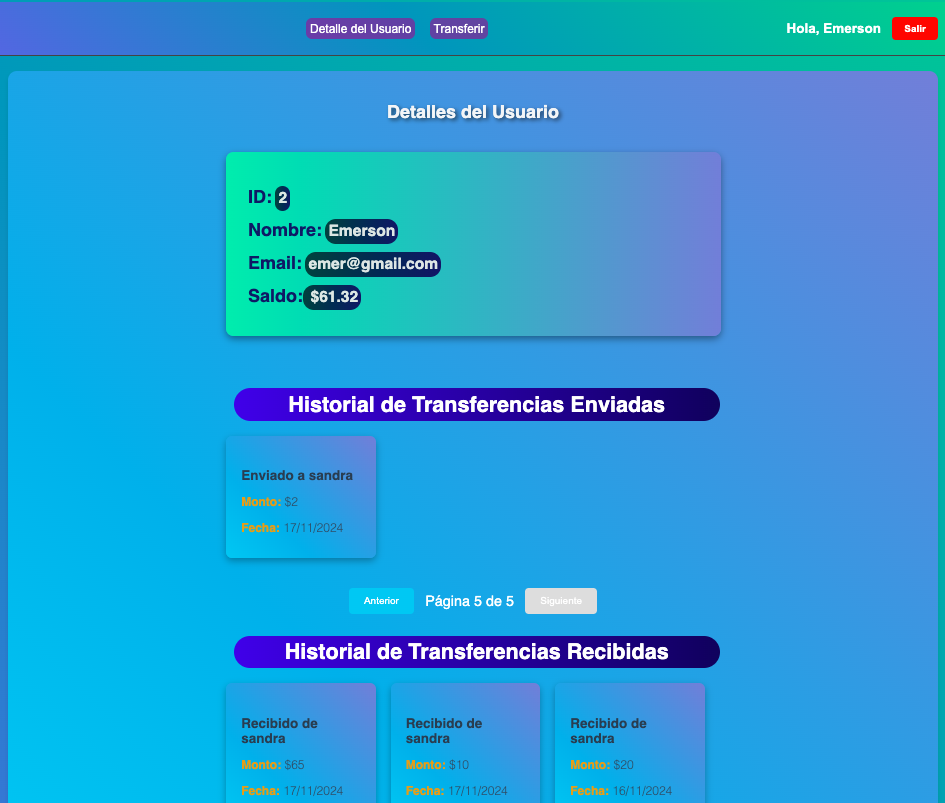 Detalle del Usuario Transferir Hola, Emerson Salir
Detalles del Usuario
ID: 2
Nombre: Emerson
Email: emer@gmail.com
Saldo: $61.32
Historial de Transferencias Enviadas
Enviado a sandra
Monto: $2
Fecha: 17/11/2024
Anterior Página 5 de 5 Siguiente
Historial de Transferencias Recibidas
Recibido de
sandra
Monto: $65
Fecha: 17/11/2024
Recibido de
sandra
Monto: $10
Fecha: 17/11/2024
Recibido de
sandra
Monto: $20
Fecha: 16/11/2024